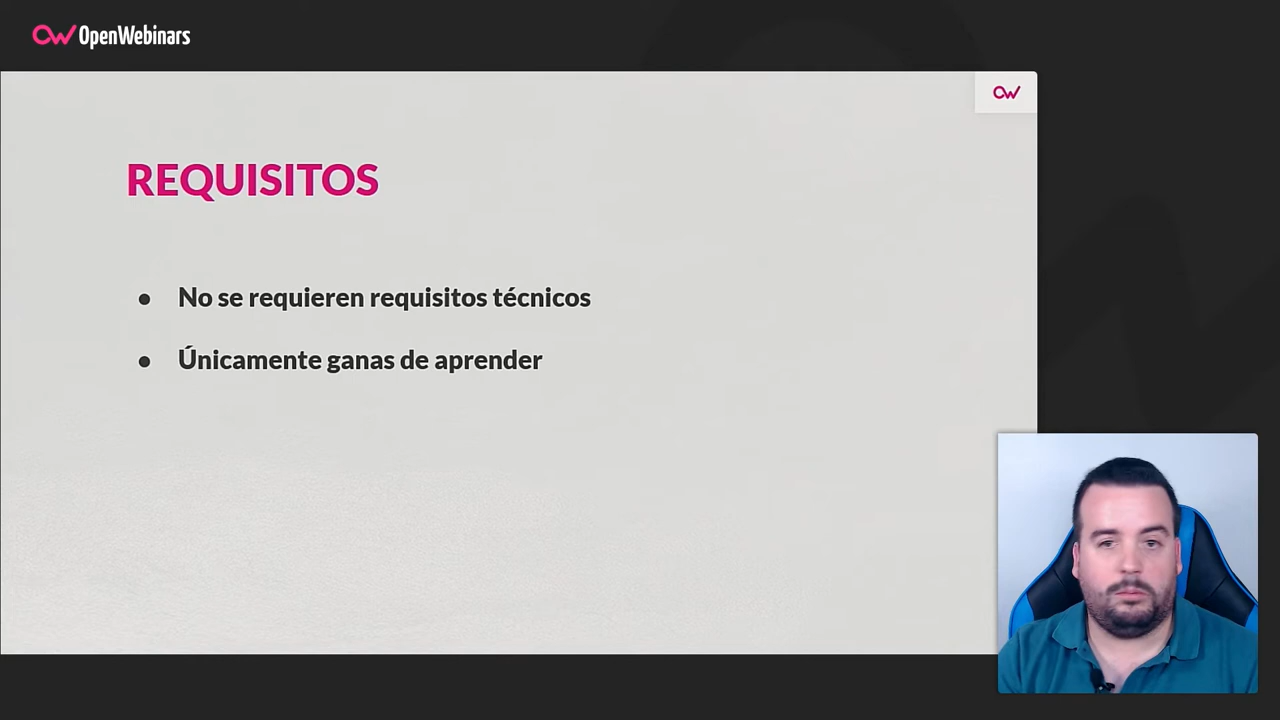 OpenWebinars
REQUISITOS
● No se requieren requisitos técnicos
● Únicamente ganas de aprender